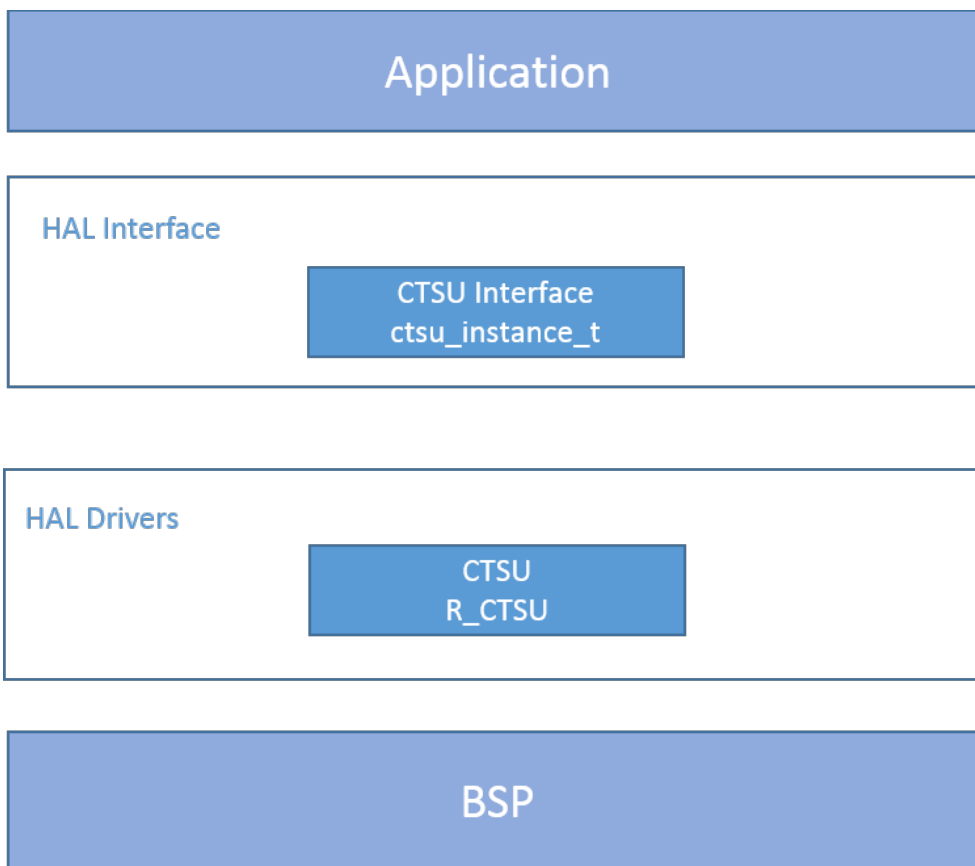 Application
HAL Interface
CTSU Interface
ctsu_instance_t
HAL Drivers
CTSU
R_CTSU
BSP